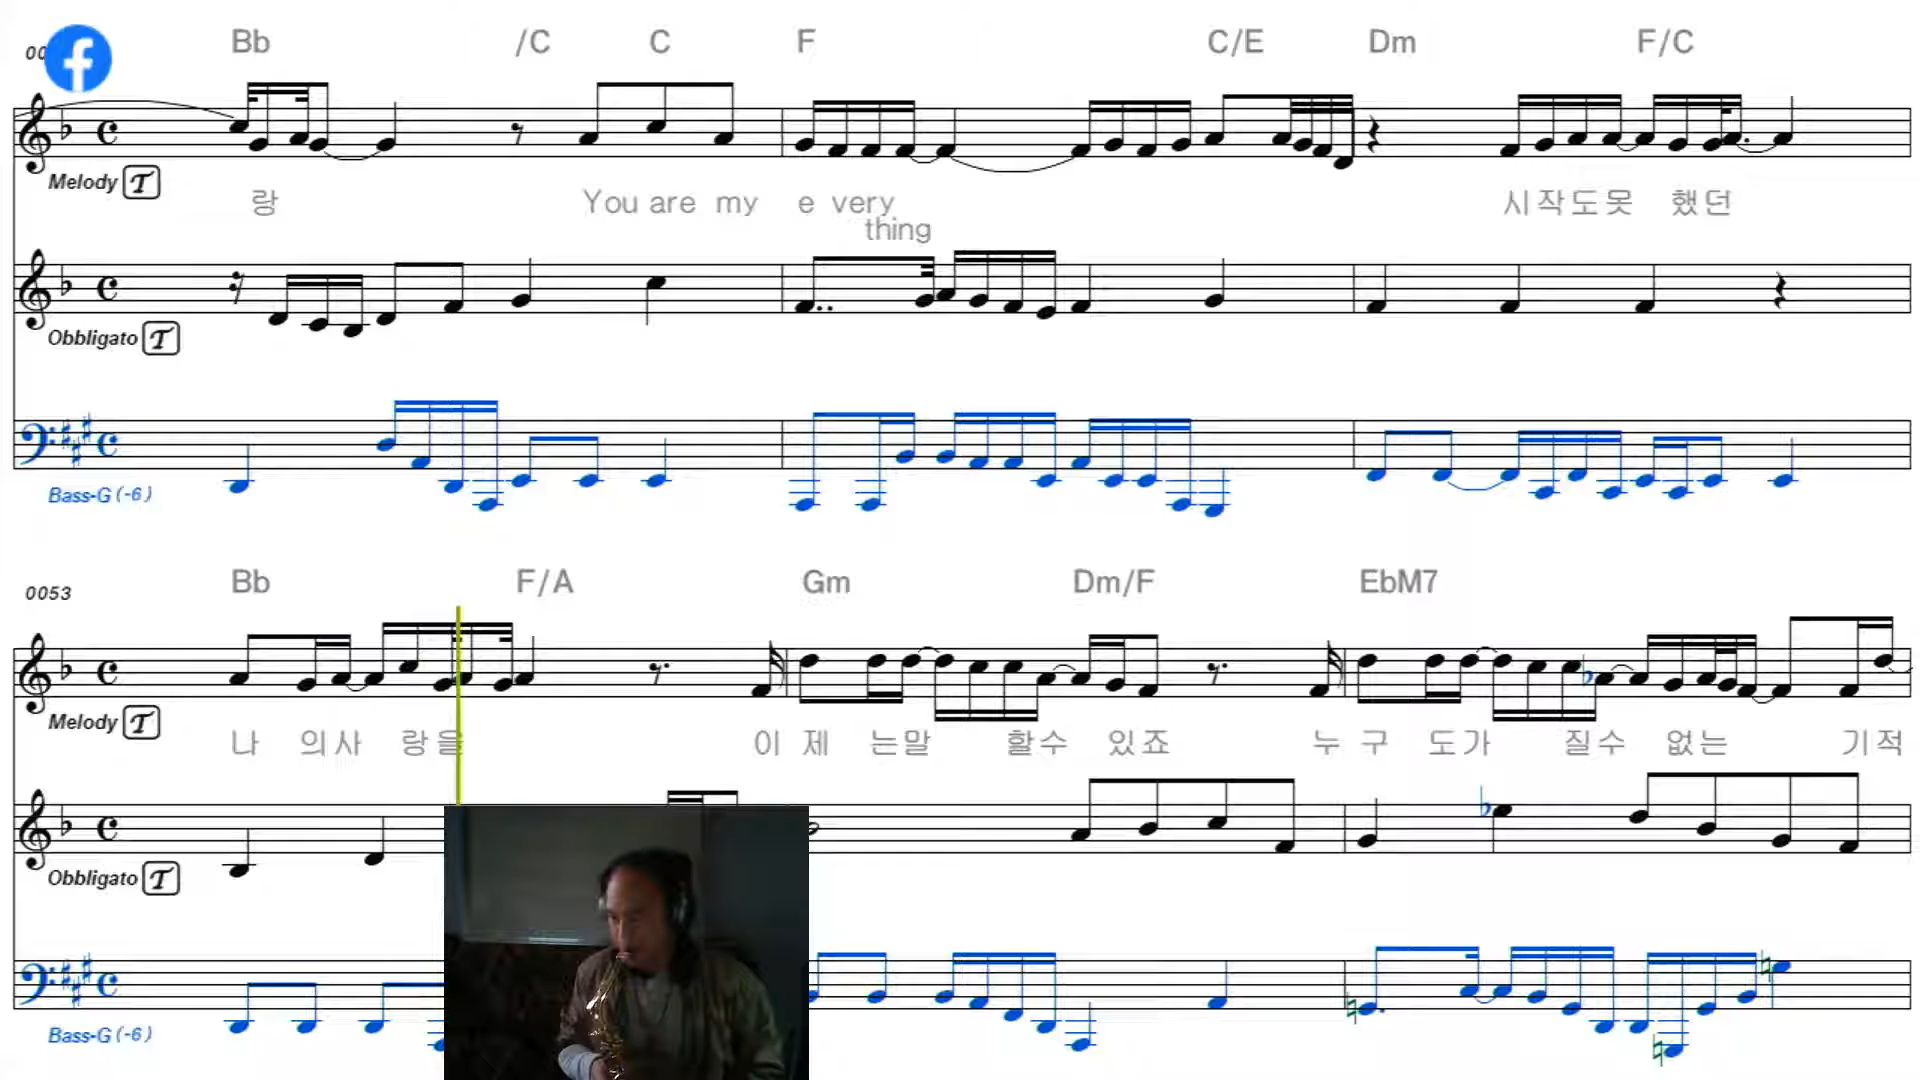 Bb /C C F C/E Dm F/C
Melody T
랑 You are my e very 시작도못 했던
thing
Obbligato T
Bass-G (-6)
0053
Bb F/A Gm Dm/F EbM7
Melody T
나 의사 랑을 이 제 는말 할수 있죠 누 구 도가 질수 없는 기적
Obbligato T
Bass-G (-6)